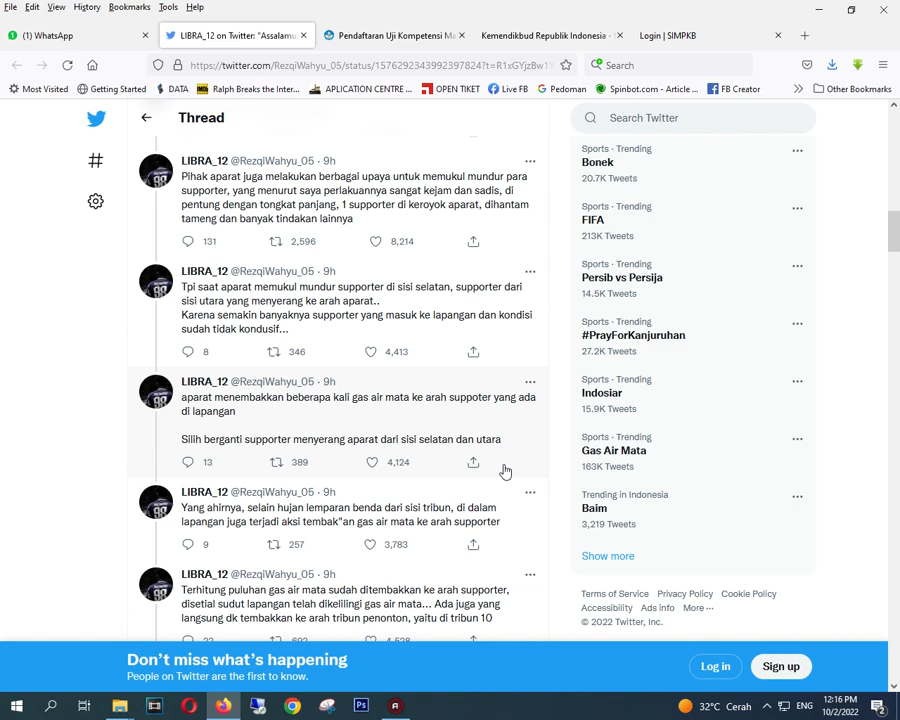 File Edit View History Bookmarks Tools Help
(1) WhatsApp
LIBRA_12 on Twitter: "Assalamu
Pendaftaran Uji Kompetensi Ma
Kemendikbud Republik Indonesia -
Login | SIMPKB
https://twitter.com/RezqiWahyu_05/status/1576292343992397824?t=R1xGYjzBw1
Search
Most Visited Getting Started DATA Ralph Breaks the Inter... APLICATION CENTRE ... OPEN TIKET Live FB Pedoman Spinbot.com - Article ... FB Creator Other Bookmarks
Thread
LIBRA_12 @RezqiWahyu_05 · 9h
Pihak aparat juga melakukan berbagai upaya untuk memukul mundur para
supporter, yang menurut saya perlakuannya sangat kejam dan sadis, di
pentung dengan tongkat panjang, 1 supporter di keroyok aparat, dihantam
tameng dan banyak tindakan lainnya
131 2,596 8,214
LIBRA_12 @RezqiWahyu_05 · 9h
Tpi saat aparat memukul mundur supporter di sisi selatan, supporter dari
sisi utara yang menyerang ke arah aparat..
Karena semakin banyaknya supporter yang masuk ke lapangan dan kondisi
sudah tidak kondusif...
8 346 4,413
LIBRA_12 @RezqiWahyu_05 · 9h
aparat menembakkan beberapa kali gas air mata ke arah suppoter yang ada
di lapangan
Silih berganti supporter menyerang aparat dari sisi selatan dan utara
13 389 4,124
LIBRA_12 @RezqiWahyu_05 · 9h
Yang ahirnya, selain hujan lemparan benda dari sisi tribun, di dalam
lapangan juga terjadi aksi tembak"an gas air mata ke arah supporter
9 257 3,783
LIBRA_12 @RezqiWahyu_05 · 9h
Terhitung puluhan gas air mata sudah ditembakkan ke arah supporter,
disetial sudut lapangan telah dikelilingi gas air mata... Ada juga yang
langsung dk tembakkan ke arah tribun penonton, yaitu di tribun 10
Search Twitter
Sports · Trending
Bonek
20.7K Tweets
Sports · Trending
FIFA
213K Tweets
Sports · Trending
Persib vs Persija
14.5K Tweets
Sports · Trending
#PrayForKanjuruhan
27.2K Tweets
Sports · Trending
Indosiar
15.9K Tweets
Sports · Trending
Gas Air Mata
163K Tweets
Trending in Indonesia
Baim
3,219 Tweets
Show more
Terms of Service Privacy Policy Cookie Policy
Accessibility Ads info More ···
© 2022 Twitter, Inc.
Don't miss what's happening
People on Twitter are the first to know.
Log in
Sign up
32°C Cerah
ENG
12:16 PM
10/2/2022